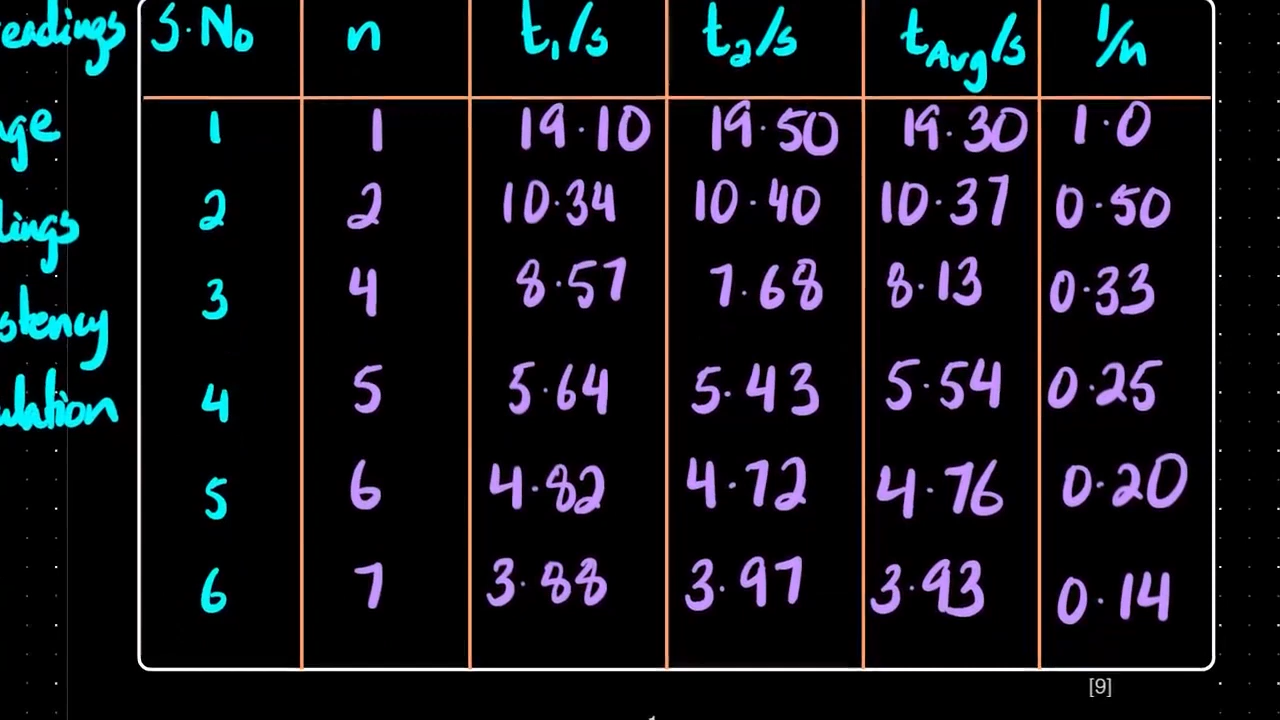 S.No n t₁/s t₂/s tAvg/s 1/n
1 1 19.10 19.50 19.30 1.0
2 2 10.34 10.40 10.37 0.50
3 4 8.57 7.68 8.13 0.33
4 5 5.64 5.43 5.54 0.25
5 6 4.82 4.72 4.76 0.20
6 7 3.88 3.97 3.93 0.14
[9]